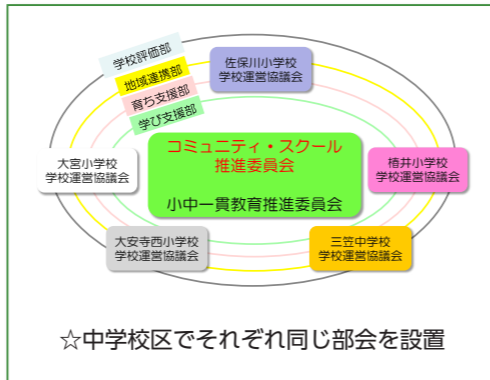 学校評価部
地域連携部
育ち支援部
学び支援部
佐保川小学校
学校運営協議会
大宮小学校
学校運営協議会
コミュニティ・スクール
推進委員会
小中一貫教育推進委員会
椿井小学校
学校運営協議会
大安寺西小学校
学校運営協議会
三笠中学校
学校運営協議会
☆中学校区でそれぞれ同じ部会を設置